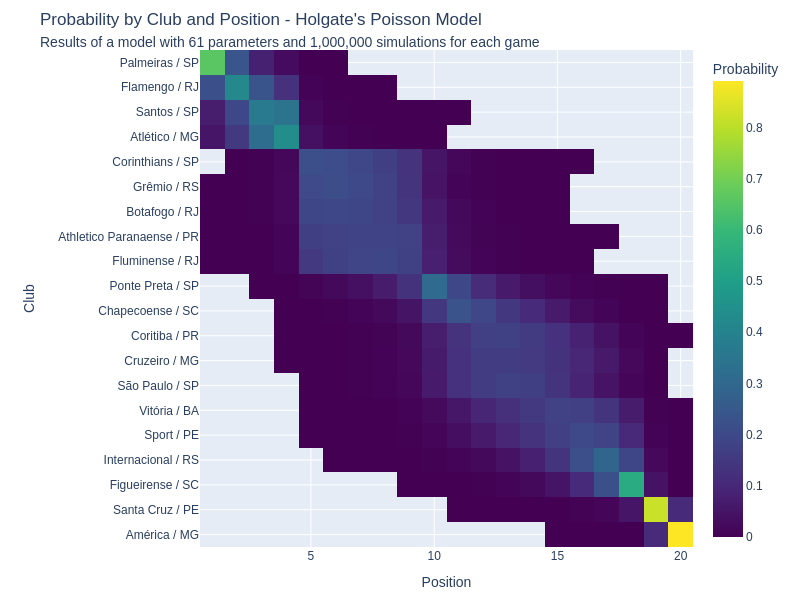 Probability by Club and Position - Holgate's Poisson Model
Results of a model with 61 parameters and 1,000,000 simulations for each game
Probability
Palmeiras / SP
Flamengo / RJ
Santos / SP
Atlético / MG
Corinthians / SP
Grêmio / RS
Botafogo / RJ
Athletico Paranaense / PR
Fluminense / RJ
Ponte Preta / SP
Chapecoense / SC
Coritiba / PR
Cruzeiro / MG
São Paulo / SP
Vitória / BA
Sport / PE
Internacional / RS
Figueirense / SC
Santa Cruz / PE
América / MG
Club
0.8
0.7
0.6
0.5
0.4
0.3
0.2
0.1
0
5
10
15
20
Position